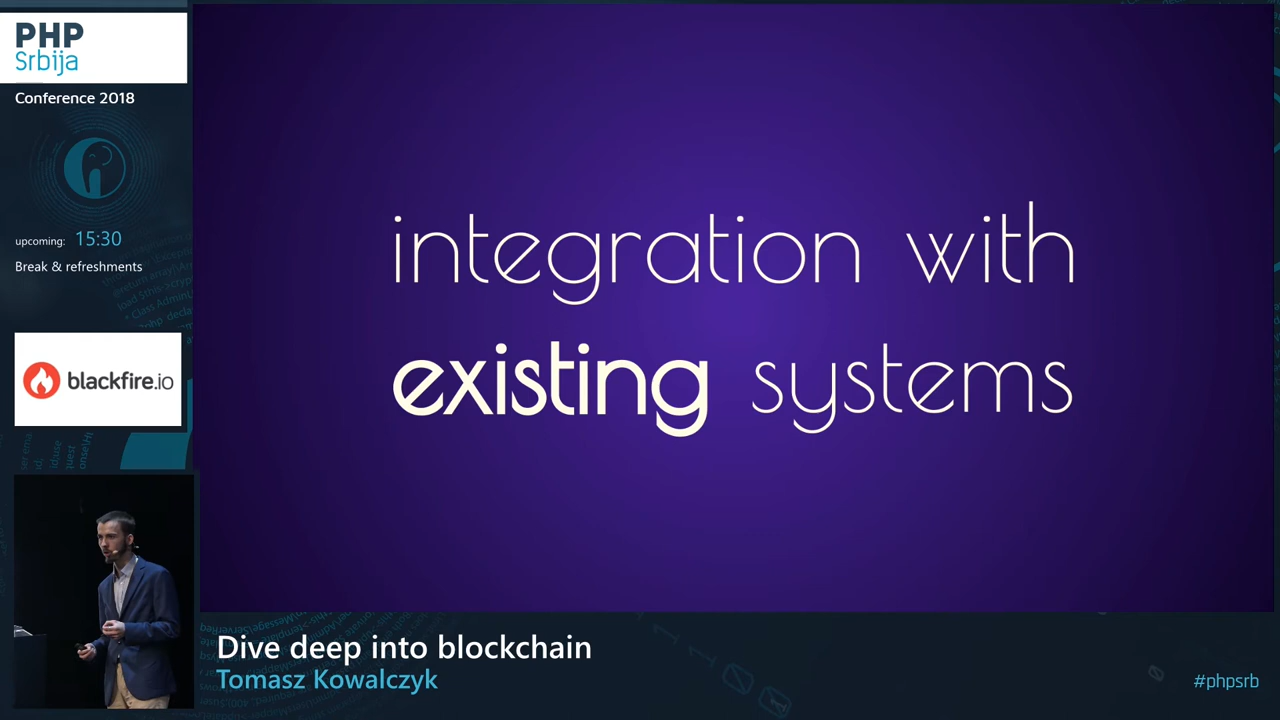 PHP
Srbija
Conference 2018
upcoming: 15:30
Break & refreshments
blackfire.io
integration with
existing systems
Dive deep into blockchain
Tomasz Kowalczyk
#phpsrb